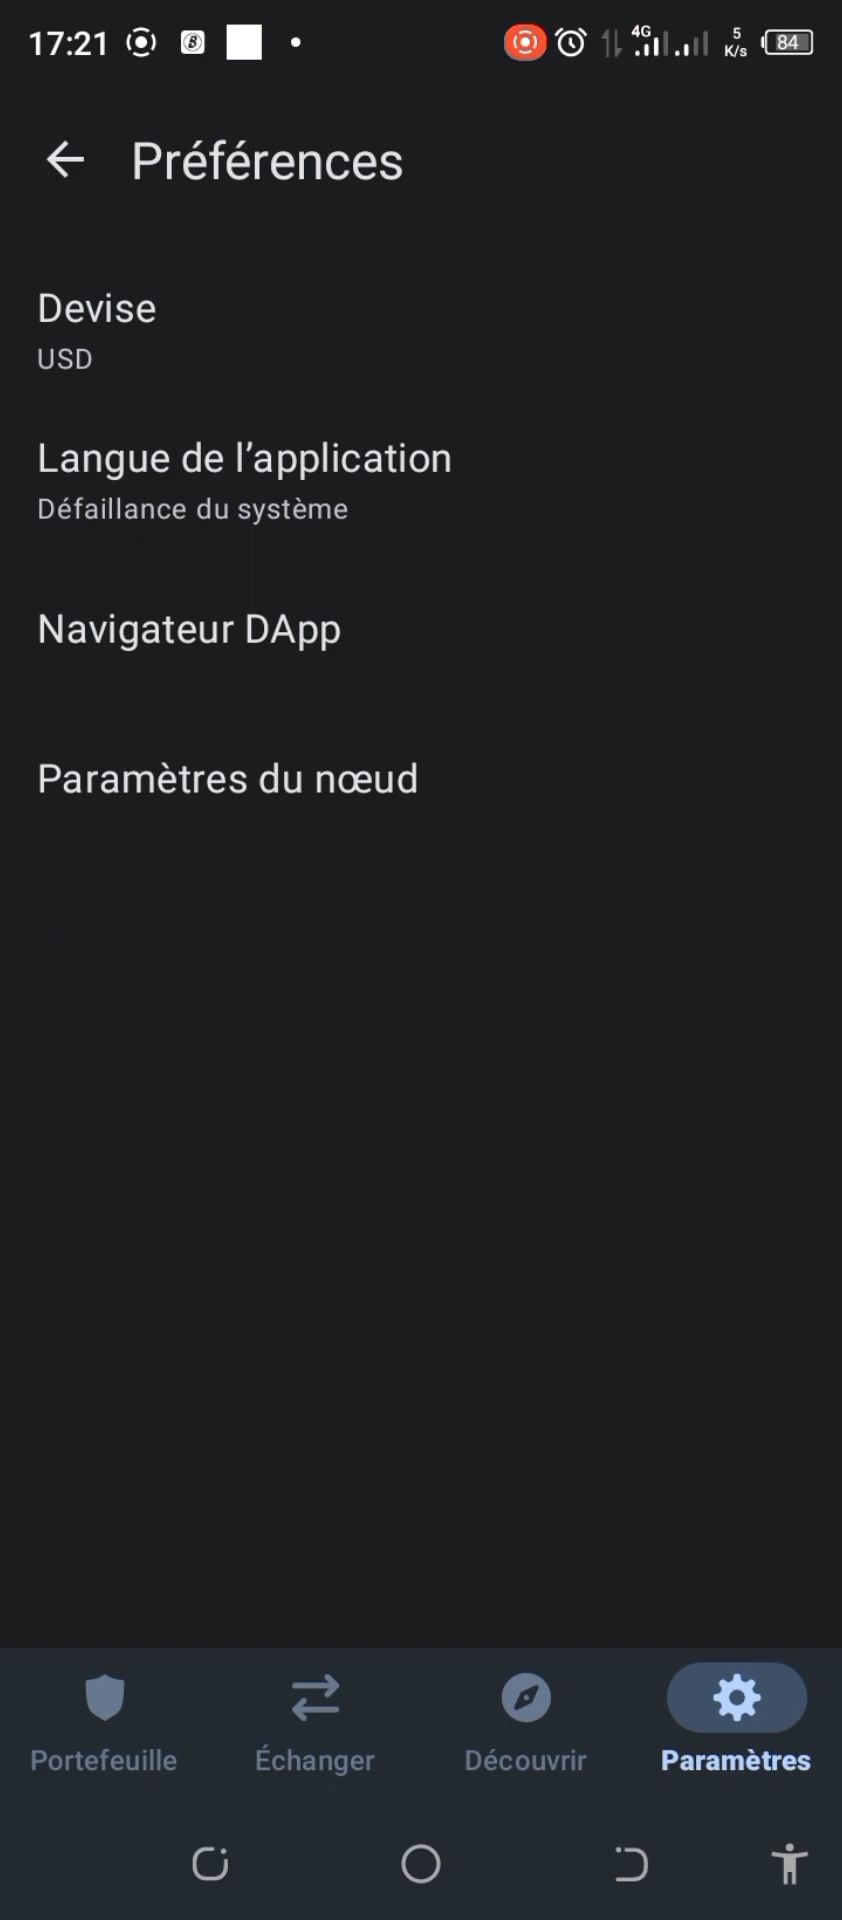 17:21
4G
5
K/s
84
Préférences
Devise
USD
Langue de l’application
Défaillance du système
Navigateur DApp
Paramètres du nœud
Portefeuille
Échanger
Découvrir
Paramètres